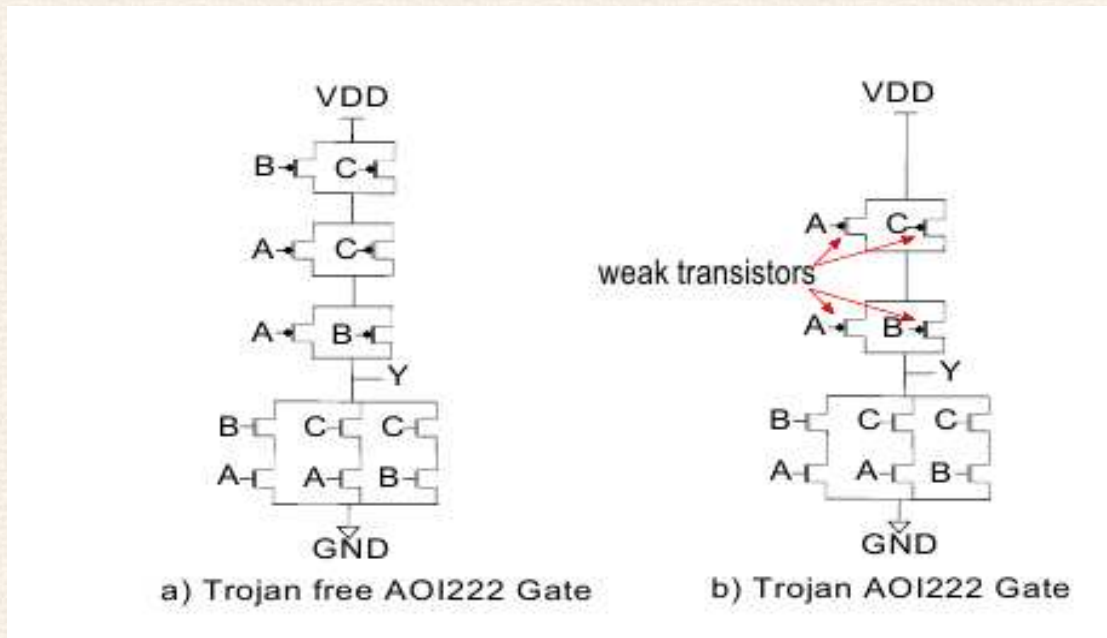 VDD
B
C
A
C
A
B
Y
B
C
C
A
A
B
GND
a) Trojan free AOI222 Gate
VDD
A
C
weak transistors
A
B
Y
B
C
C
A
A
B
GND
b) Trojan AOI222 Gate